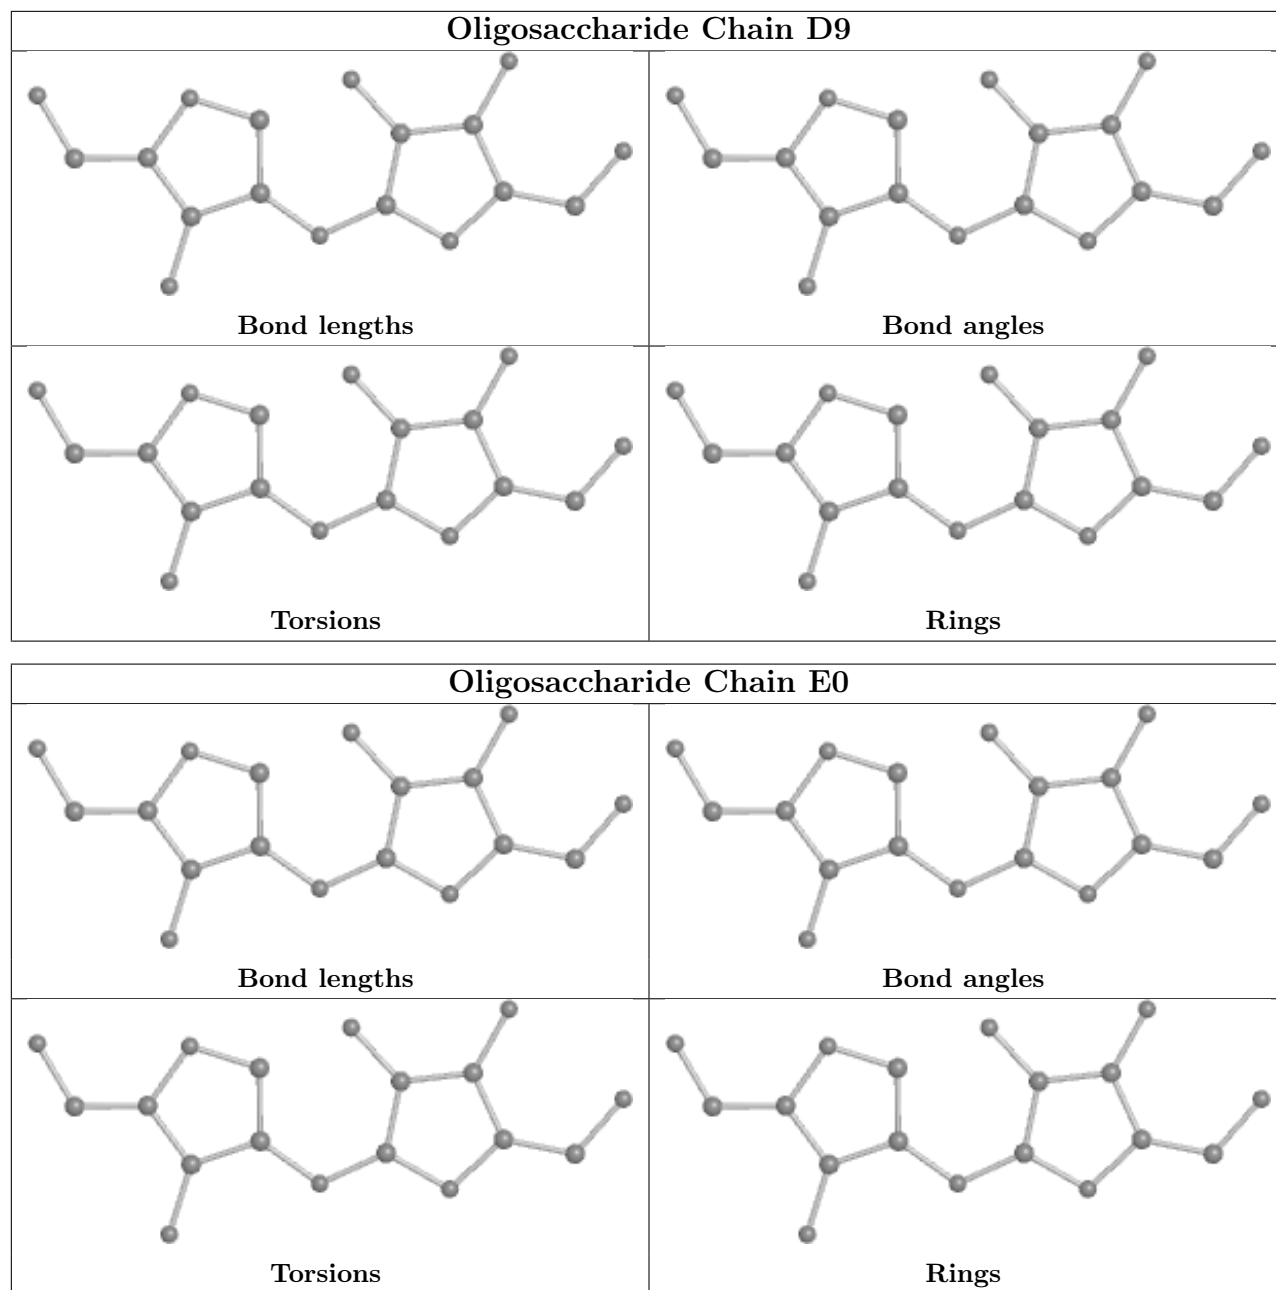 Oligosaccharide Chain D9
Bond lengths
Bond angles
Torsions
Rings
Oligosaccharide Chain E0
Bond lengths
Bond angles
Torsions
Rings